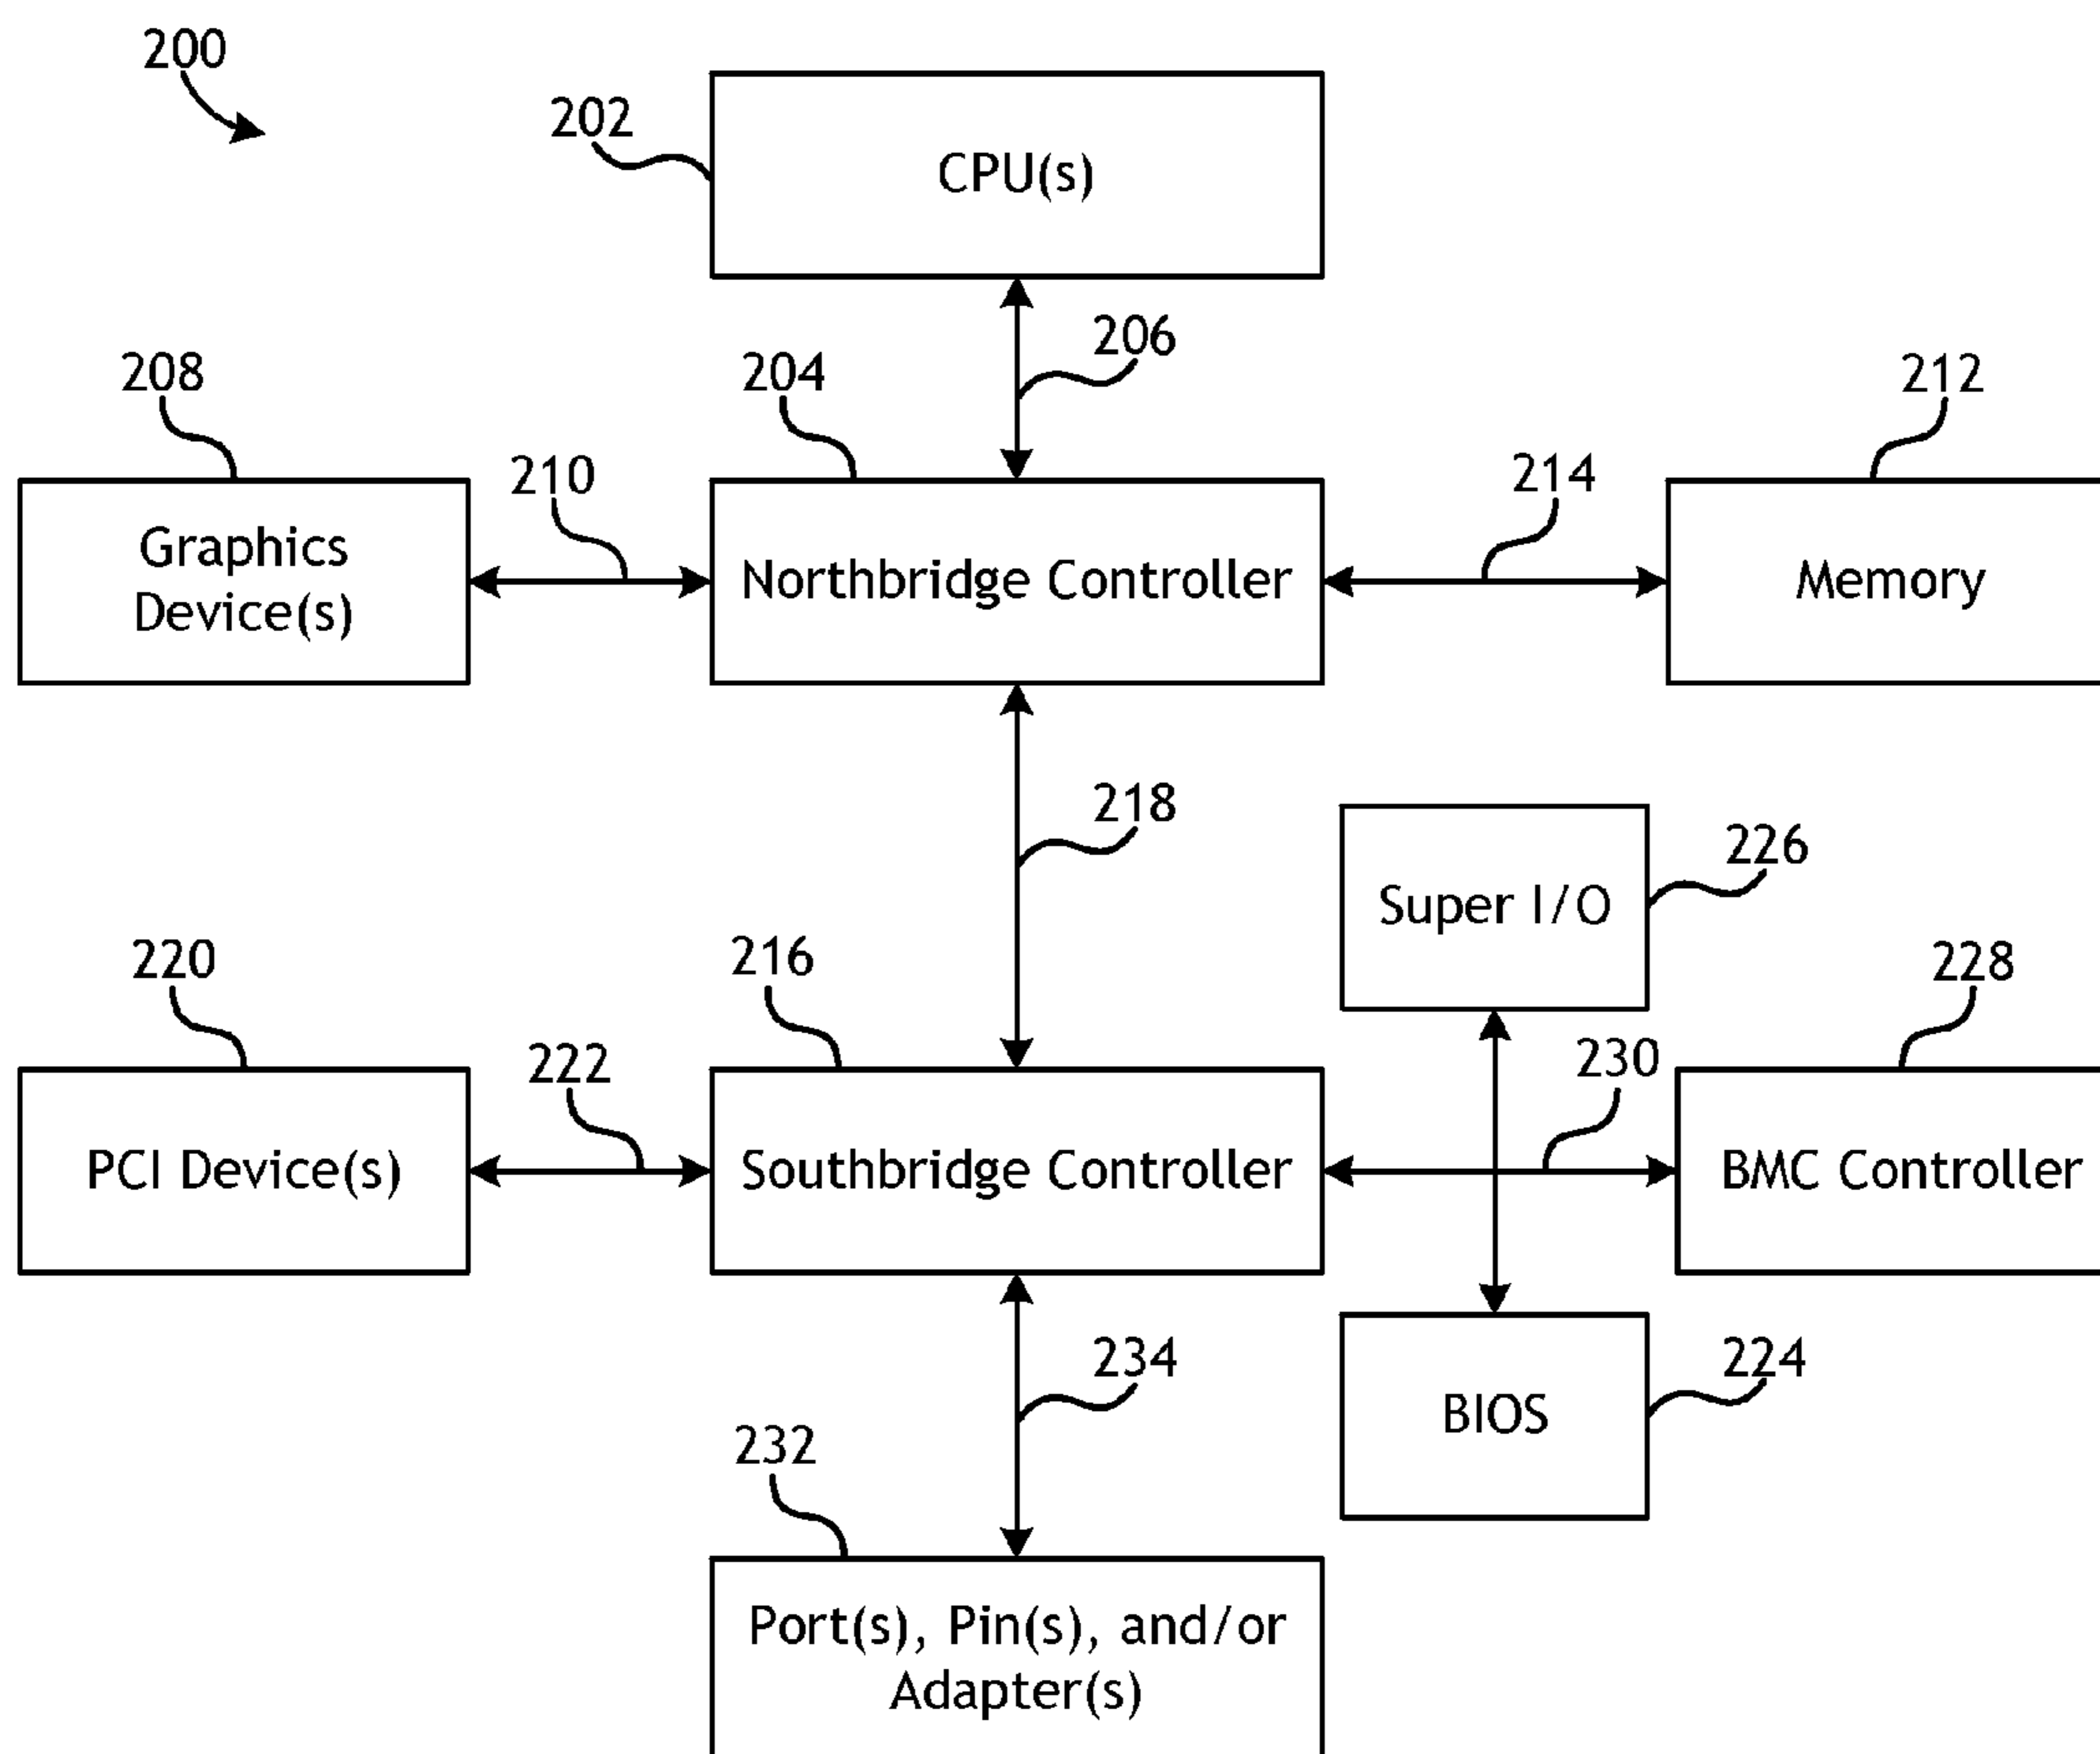 200
202
CPU(s)
206
208
204
212
210
214
Graphics
Device(s)
Northbridge Controller
Memory
218
226
Super I/O
220
216
228
222
230
PCI Device(s)
Southbridge Controller
BMC Controller
234
224
BIOS
232
Port(s), Pin(s), and/or
Adapter(s)